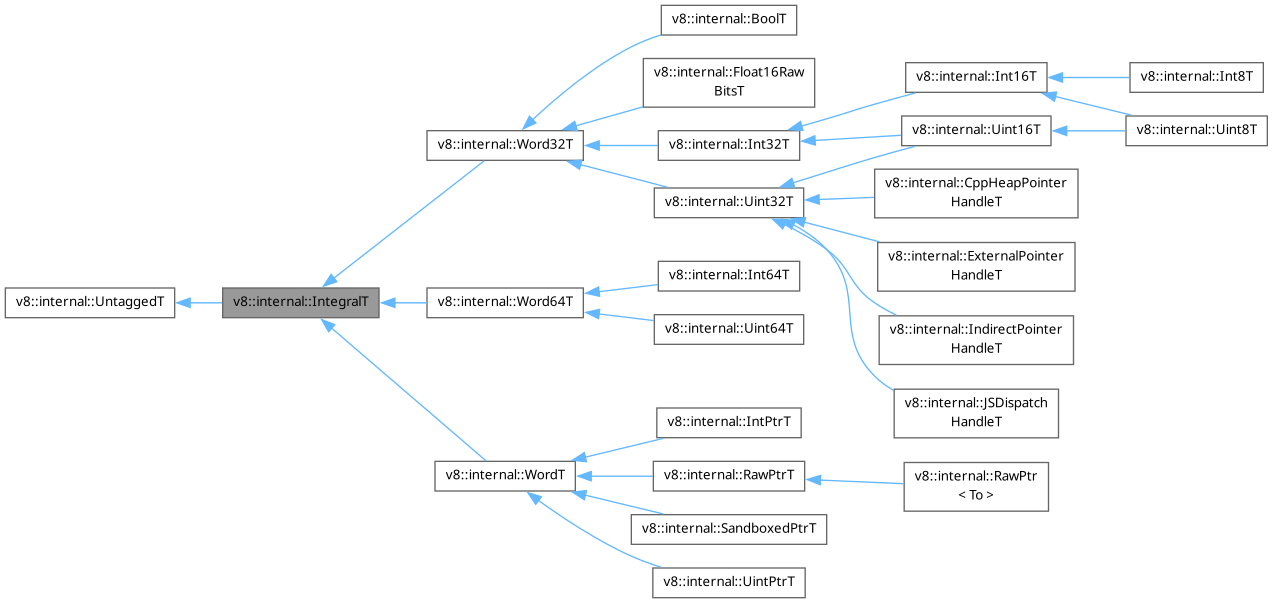 v8::internal::BoolT
v8::internal::Float16Raw
BitsT
v8::internal::Int16T
v8::internal::Int8T
v8::internal::Word32T
v8::internal::Int32T
v8::internal::Uint16T
v8::internal::Uint8T
v8::internal::Uint32T
v8::internal::CppHeapPointer
HandleT
v8::internal::ExternalPointer
HandleT
v8::internal::UntaggedT
v8::internal::IntegralT
v8::internal::Word64T
v8::internal::Int64T
v8::internal::Uint64T
v8::internal::IndirectPointer
HandleT
v8::internal::JSDispatch
HandleT
v8::internal::IntPtrT
v8::internal::WordT
v8::internal::RawPtrT
v8::internal::RawPtr
< To >
v8::internal::SandboxedPtrT
v8::internal::UintPtrT